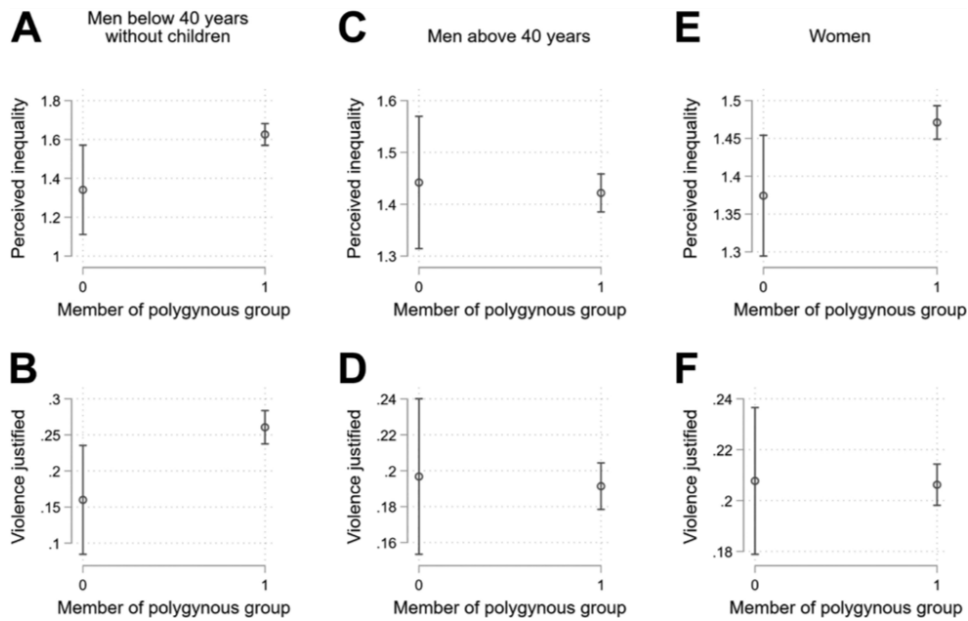 A
Men below 40 years
without children
Perceived inequality
1.8
1.6
1.4
1.2
1
0
1
Member of polygynous group
C
Men above 40 years
Perceived inequality
1.6
1.5
1.4
1.3
0
1
Member of polygynous group
E
Women
Perceived inequality
1.5
1.45
1.4
1.35
1.3
0
1
Member of polygynous group
B
Violence justified
.3
.25
.2
.15
.1
0
1
Member of polygynous group
D
Violence justified
.24
.22
.2
.18
.16
0
1
Member of polygynous group
F
Violence justified
.24
.22
.2
.18
0
1
Member of polygynous group